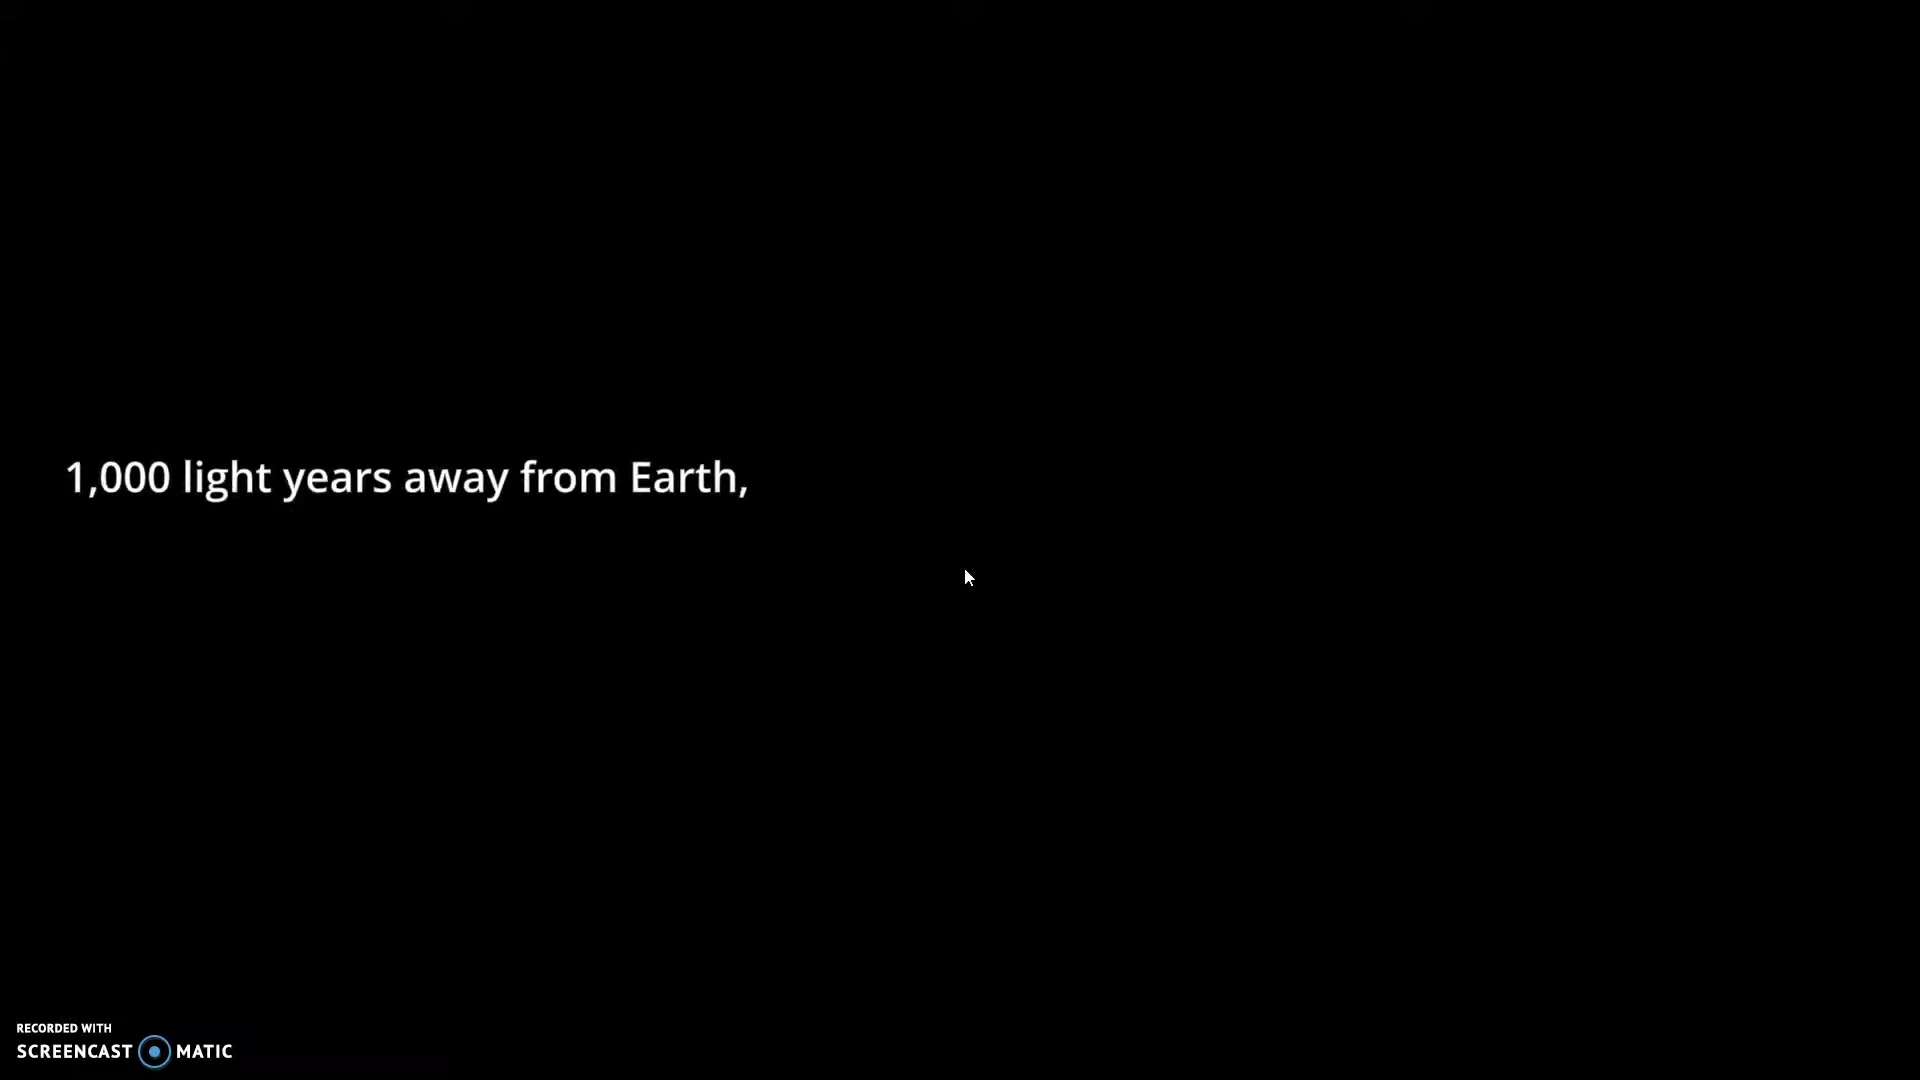 1,000 light years away from Earth,
RECORDED WITH
SCREENCAST MATIC